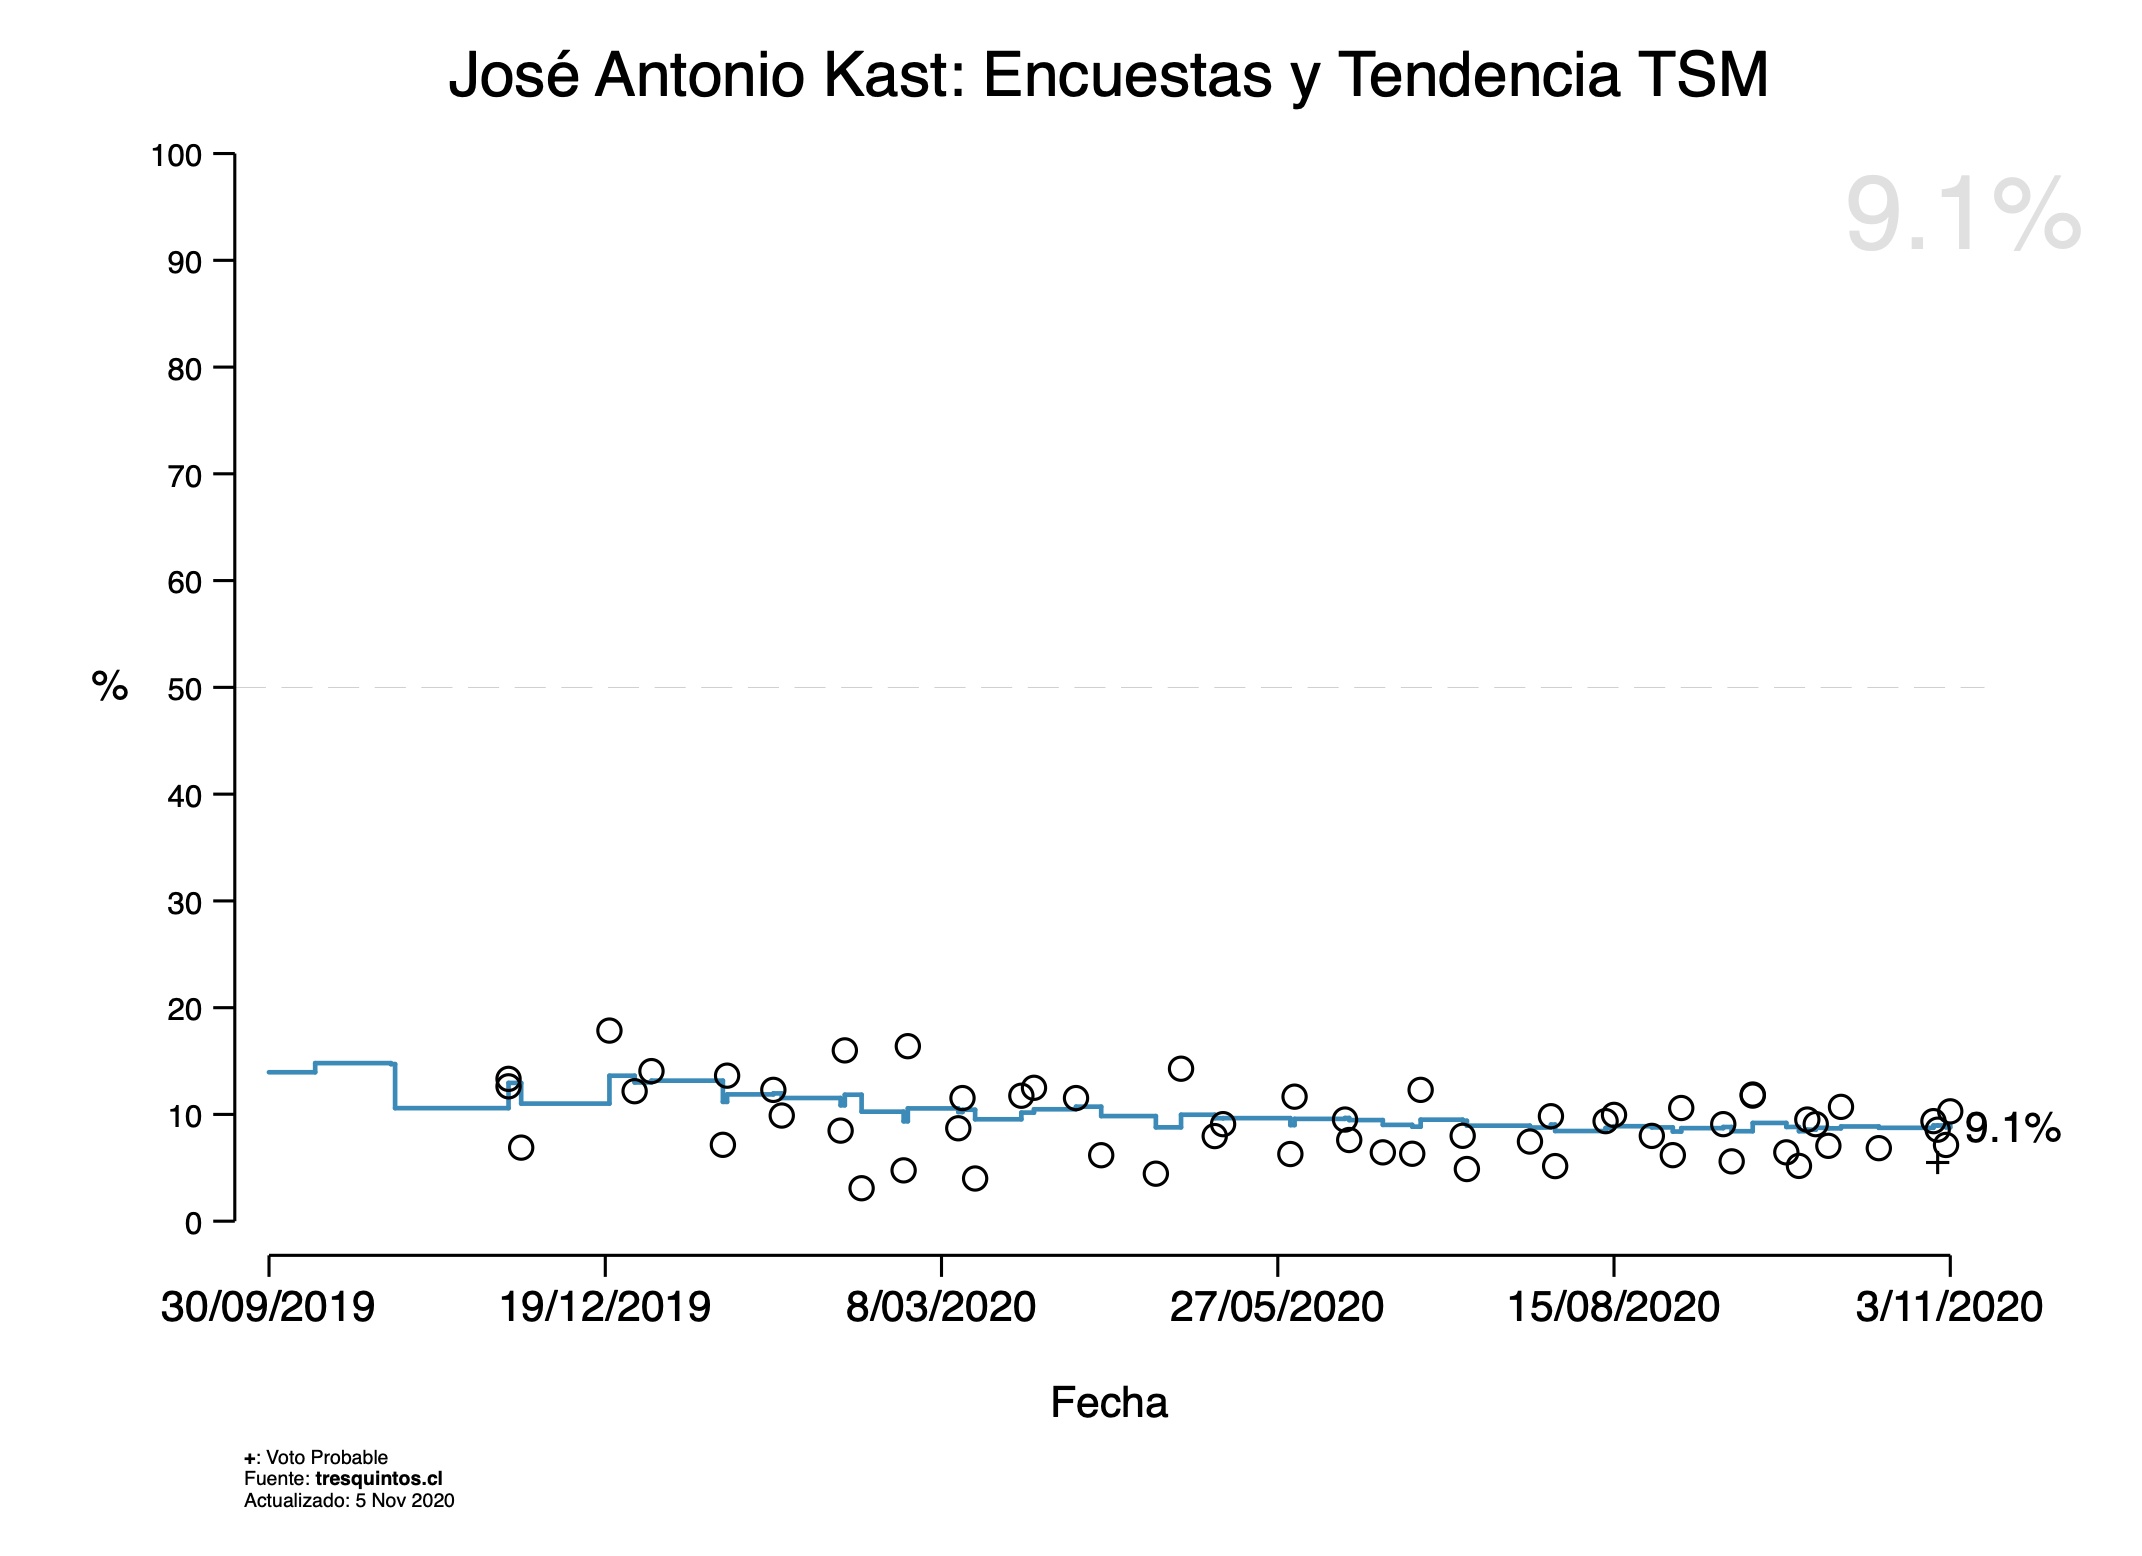 José Antonio Kast: Encuestas y Tendencia TSM
9.1%
100
90
80
70
60
50
40
30
20
10
0
%
9.1%
30/09/2019 19/12/2019 8/03/2020 27/05/2020 15/08/2020 3/11/2020
Fecha
+: Voto Probable
Fuente: tresquintos.cl
Actualizado: 5 Nov 2020